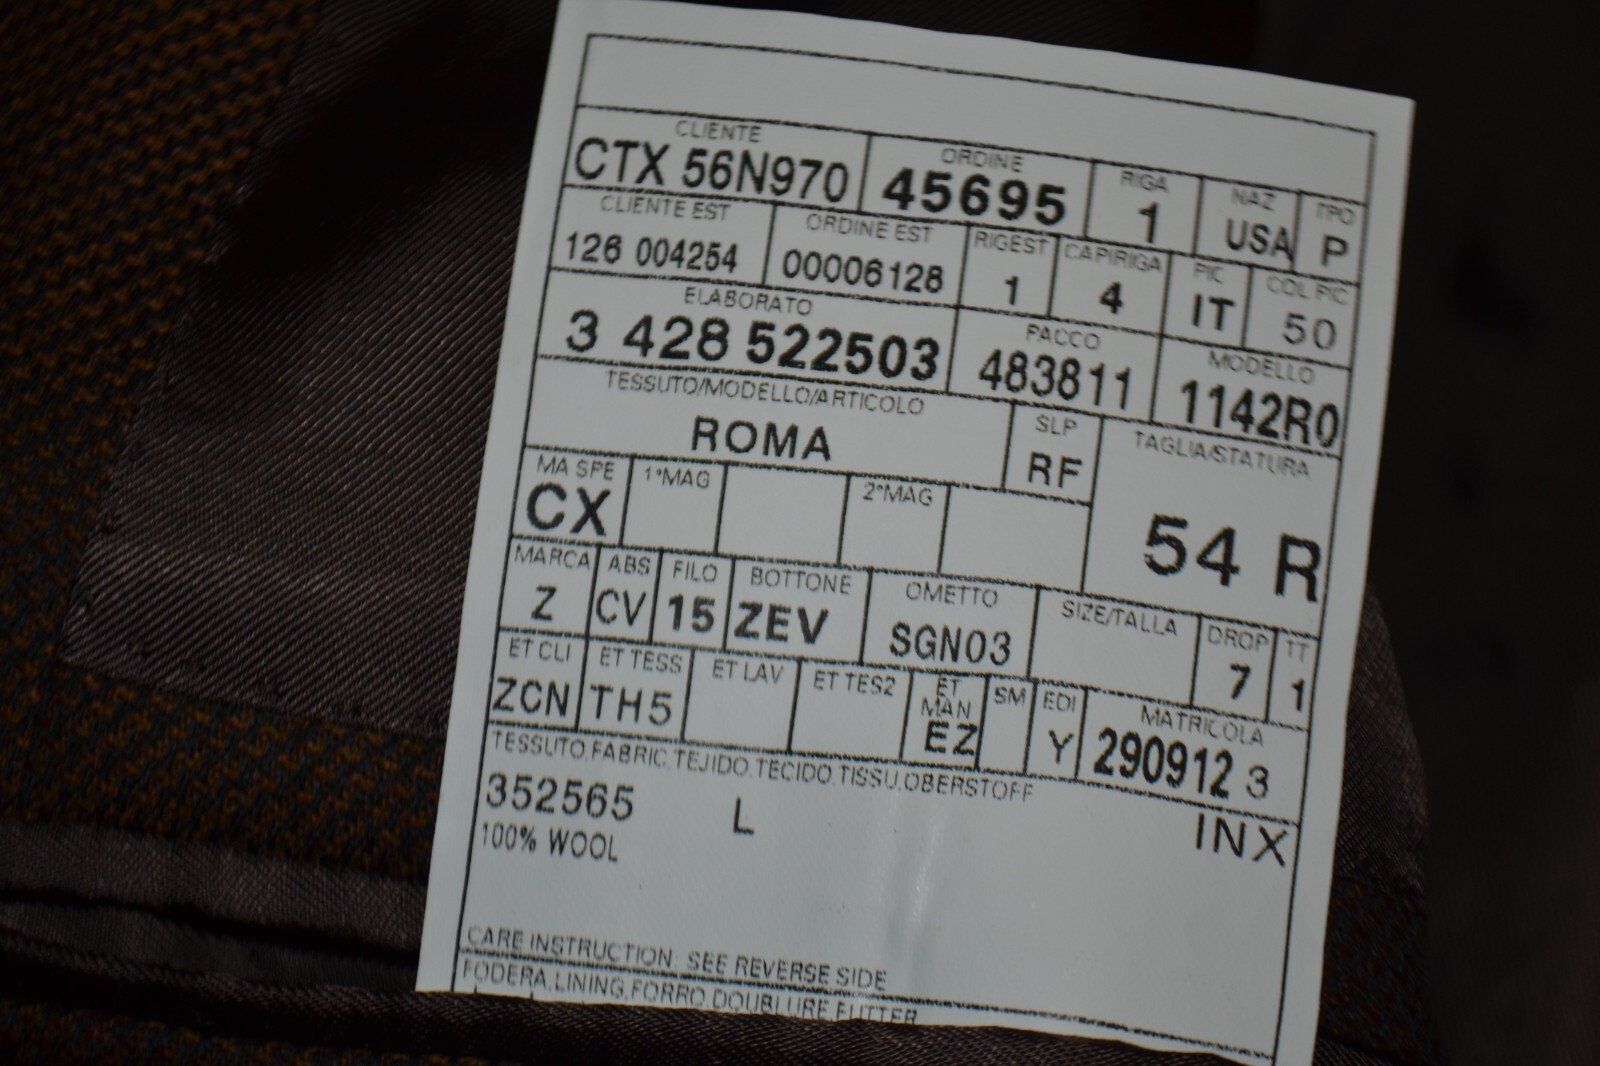 CLIENTE ORDINE RIGA NAZ TPO
CTX 56N970 45695 1 USA P
CLIENTE EST ORDINE EST RIGEST CAPIRIGA PIC COL PIC
126 004254 00006128 1 4 IT 50
ELABORATO PACCO MODELLO
3 428 522503 483811 1142R0
TESSUTO/MODELLO/ARTICOLO SLP TAGLIA/STATURA
ROMA RF 54 R
MA SPE 1°MAG 2°MAG
CX
MARCA ABS FILO BOTTONE OMETTO SIZE/TALLA DROP TT
Z CV 15 ZEV SGN03 7 1
ET CLI ET TESS ET LAV ET TES2 ET MAN SM EDI MATRICOLA
ZCN TH5 EZ Y 290912 3
TESSUTO,FABRIC,TEJIDO,TECIDO,TISSU,OBERSTOFF
352565 L INX
100% WOOL
CARE INSTRUCTION: SEE REVERSE SIDE
FODERA,LINING,FORRO,DOUBLURE,FUTTER